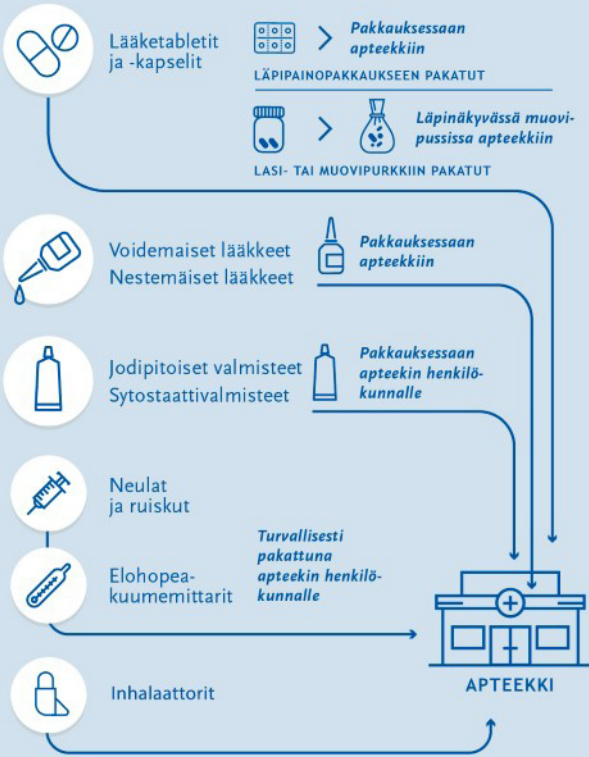 Lääketabletit
ja -kapselit
Pakkauksessaan
apteekkiin
LÄPIPAINOPAKKAUKSEEN PAKATUT
Läpinäkyvässä muovi-
pussissa apteekkiin
LASI- TAI MUOVIPURKKIIN PAKATUT
Voidemaiset lääkkeet
Nestemäiset lääkkeet
Pakkauksessaan
apteekkiin
Jodipitoiset valmisteet
Sytostaattivalmisteet
Pakkauksessaan
apteekin henkilö-
kunnalle
Neulat
ja ruiskut
Elohopea-
kuumemittarit
Turvallisesti
pakattuna
apteekin henkilö-
kunnalle
Inhalaattorit
APTEEKKI